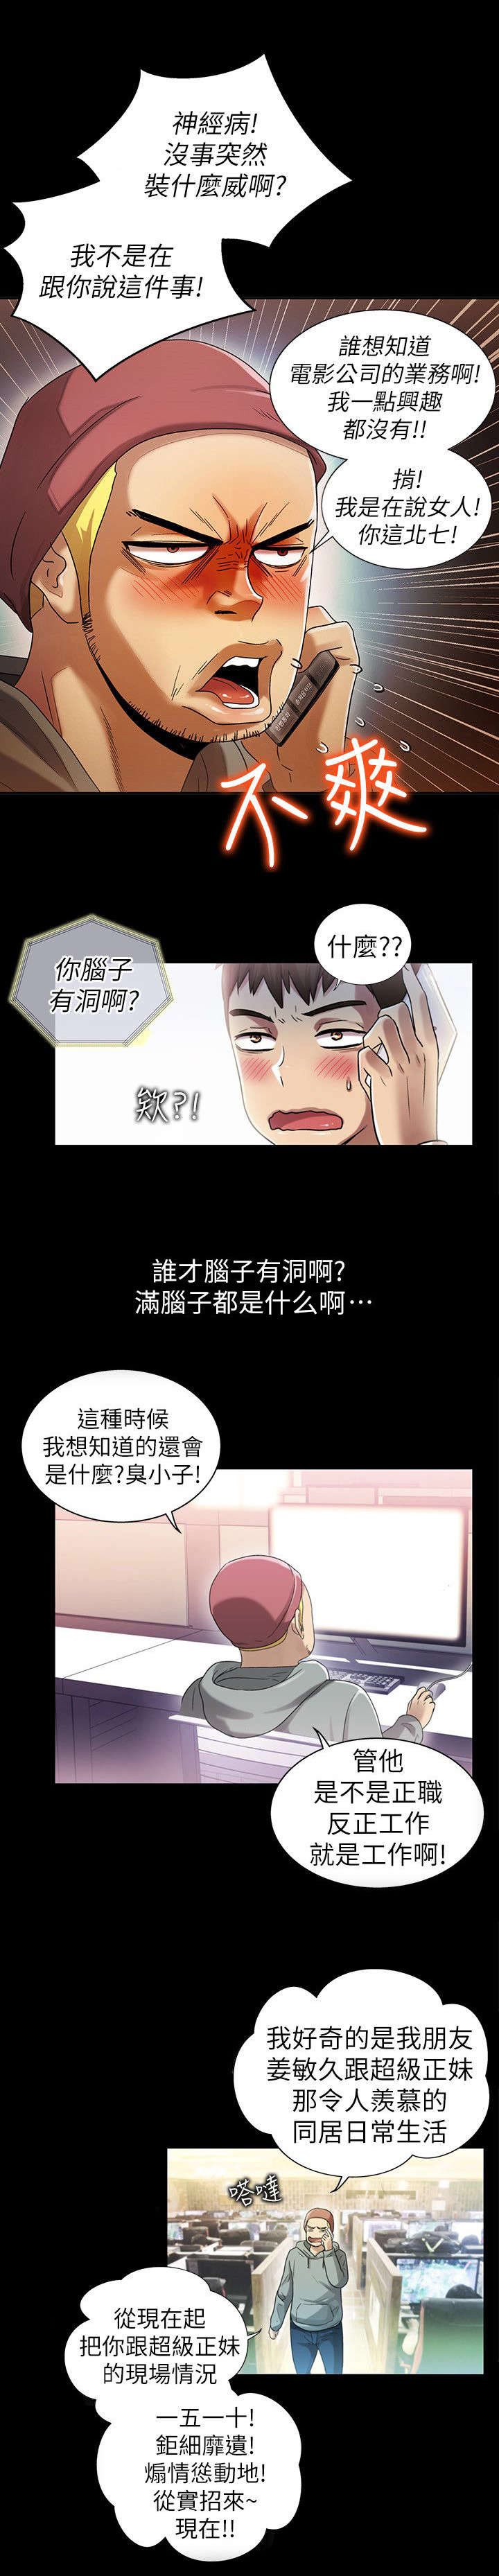 神經病!
沒事突然
裝什麼威啊?
我不是在
跟你說這件事!
誰想知道
電影公司的業務啊!
我一點興趣
都沒有!!
揹!
我是在說女人!
你這北七!
不爽
什麼??
你腦子
有洞啊?
欸?!
誰才腦子有洞啊?
滿腦子都是什么啊…
這種時候
我想知道的還會
是什麼?臭小子!
管他
是不是正職
反正工作
就是工作啊!
我好奇的是我朋友
姜敏久跟超級正妹
那令人羨慕的
同居日常生活
嗒噠
從現在起
把你跟超級正妹
的現場情況
一五一十!
鉅細靡遺!
煽情慫動地!
從實招來~
現在!!